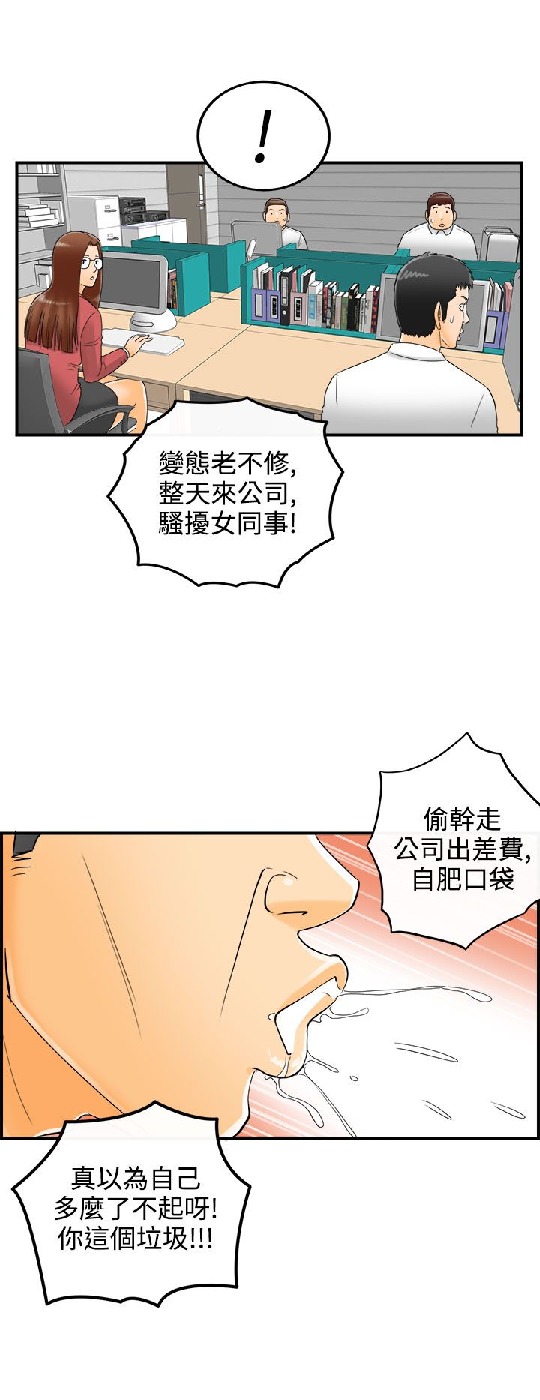 !
變態老不修,
整天來公司,
騷擾女同事!
偷幹走
公司出差費,
自肥口袋
真以為自己
多麼了不起呀!
你這個垃圾!!!